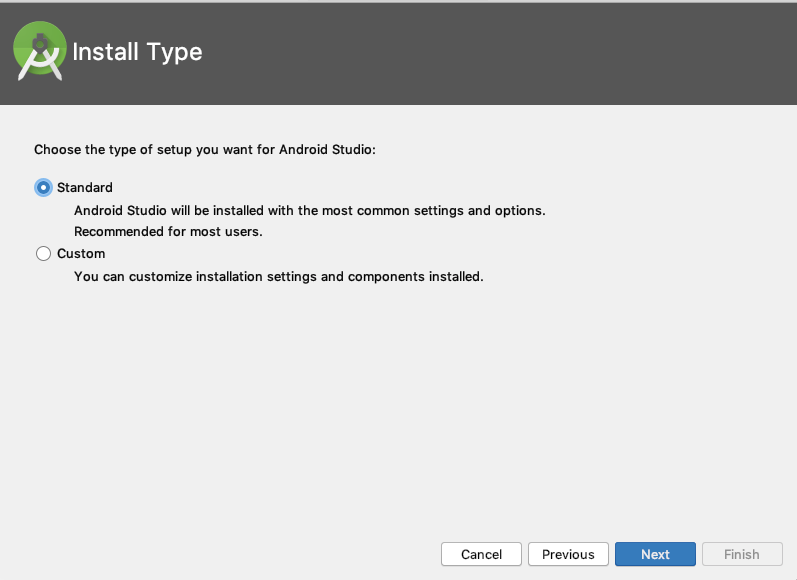 Install Type
Choose the type of setup you want for Android Studio:
Standard
Android Studio will be installed with the most common settings and options.
Recommended for most users.
Custom
You can customize installation settings and components installed.
Cancel Previous Next Finish